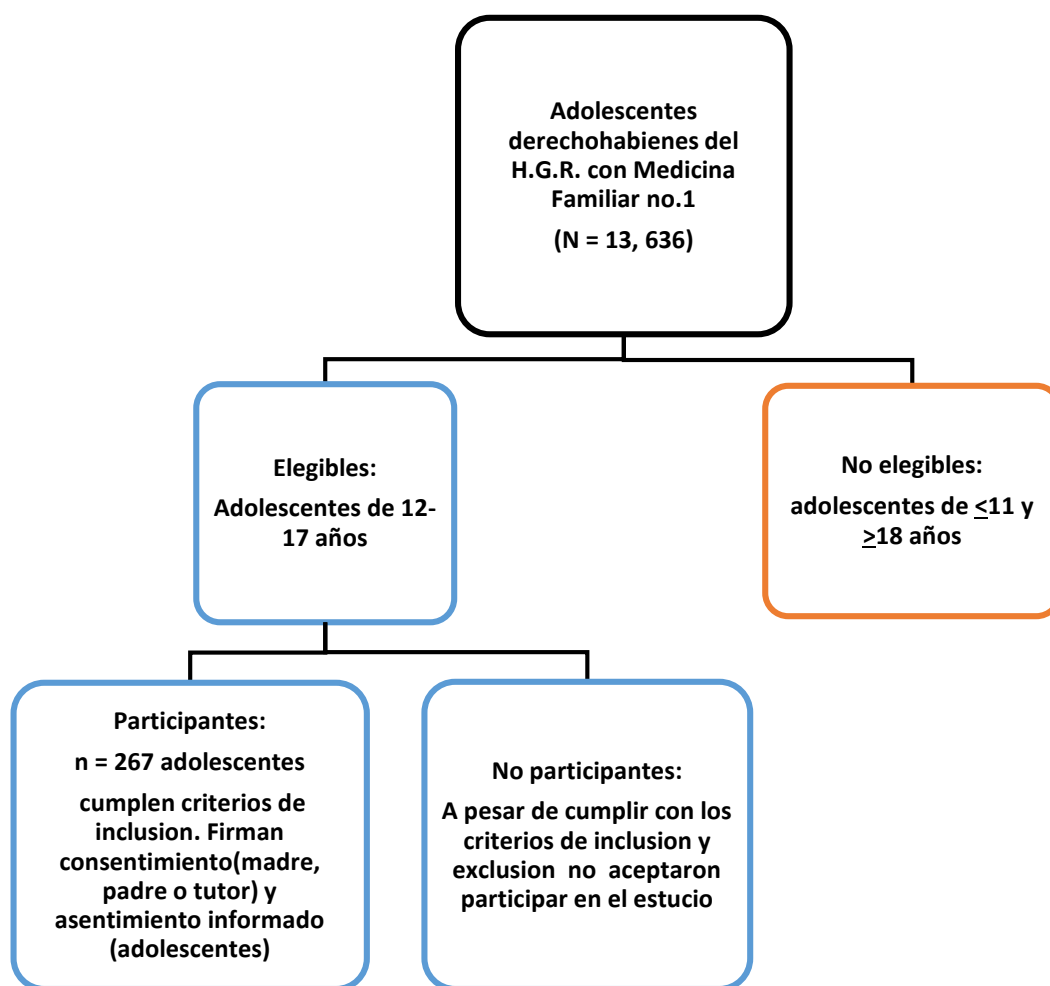 Adolescentes
derechohabienes del
H.G.R. con Medicina
Familiar no.1
(N = 13, 636)
Elegibles:
Adolescentes de 12-
17 años
No elegibles:
adolescentes de <11 y
>18 años
Participantes:
n = 267 adolescentes
cumplen criterios de
inclusion. Firman
consentimiento(madre,
padre o tutor) y
asentimiento informado
(adolescentes)
No participantes:
A pesar de cumplir con los
criterios de inclusion y
exclusion no aceptaron
participar en el estucio